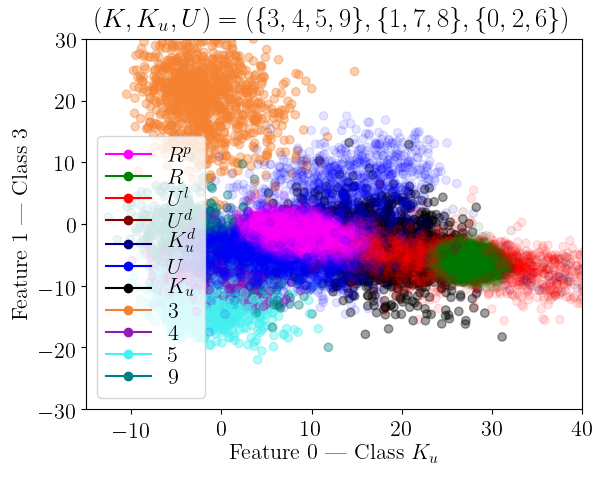 (K, K_u, U) = ({3, 4, 5, 9}, {1, 7, 8}, {0, 2, 6})
30
20
10
0
−10
−20
−30
Feature 1 — Class 3
R^p
R
U^l
U^d
K_u^d
U
K_u
3
4
5
9
−10 0 10 20 30 40
Feature 0 — Class K_u